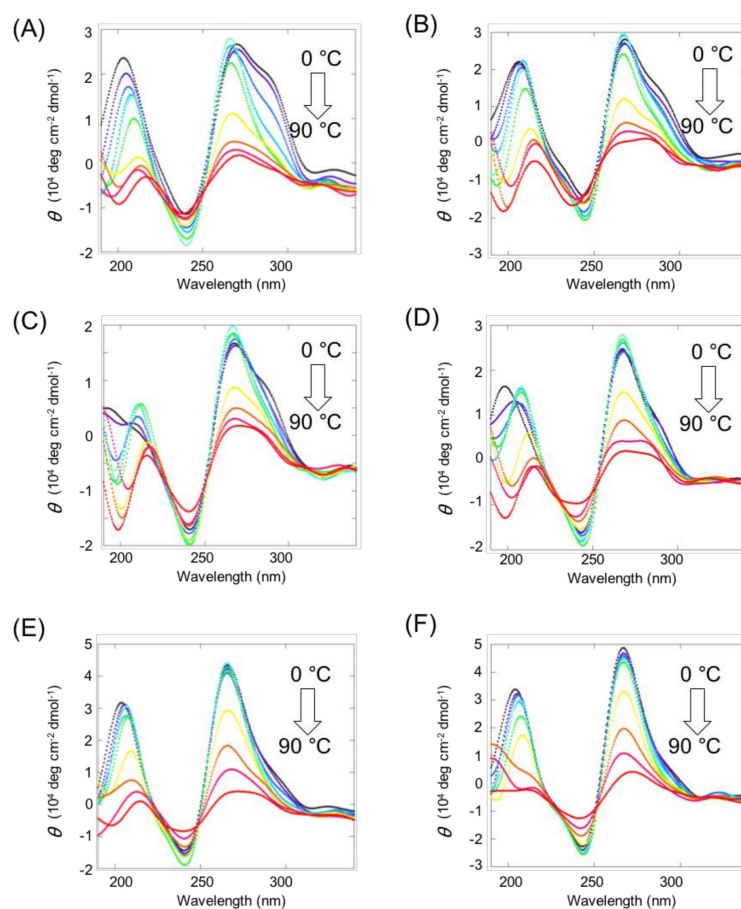 (A)
3
2
1
0
-1
-2
θ (10⁴ deg cm⁻² dmol⁻¹)
0 °C
90 °C
200 250 300
Wavelength (nm)
(B)
3
2
1
0
-1
-2
-3
θ (10⁴ deg cm⁻² dmol⁻¹)
0 °C
90 °C
200 250 300
Wavelength (nm)
(C)
2
1
0
-1
-2
θ (10⁴ deg cm⁻² dmol⁻¹)
0 °C
90 °C
200 250 300
Wavelength (nm)
(D)
3
2
1
0
-1
-2
θ (10⁴ deg cm⁻² dmol⁻¹)
0 °C
90 °C
200 250 300
Wavelength (nm)
(E)
5
4
3
2
1
0
-1
-2
θ (10⁴ deg cm⁻² dmol⁻¹)
0 °C
90 °C
200 250 300
Wavelength (nm)
(F)
5
4
3
2
1
0
-1
-2
-3
θ (10⁴ deg cm⁻² dmol⁻¹)
0 °C
90 °C
200 250 300
Wavelength (nm)